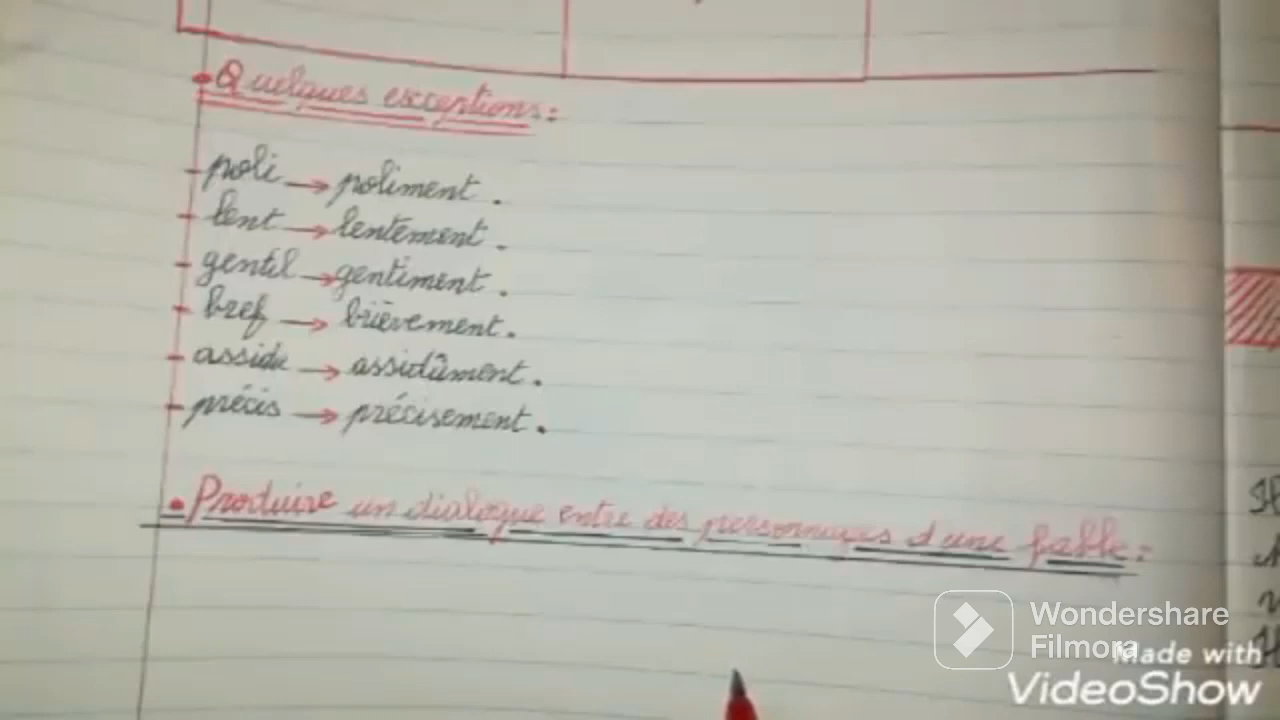 • Quelques exceptions :
- poli → poliment.
- lent → lentement.
- gentil → gentiment.
- bref → brièvement.
- assidu → assidûment.
- précis → précisement.
• Produire un dialogue entre des personnages d'une fable :
Wondershare
Filmora
Made with
VideoShow